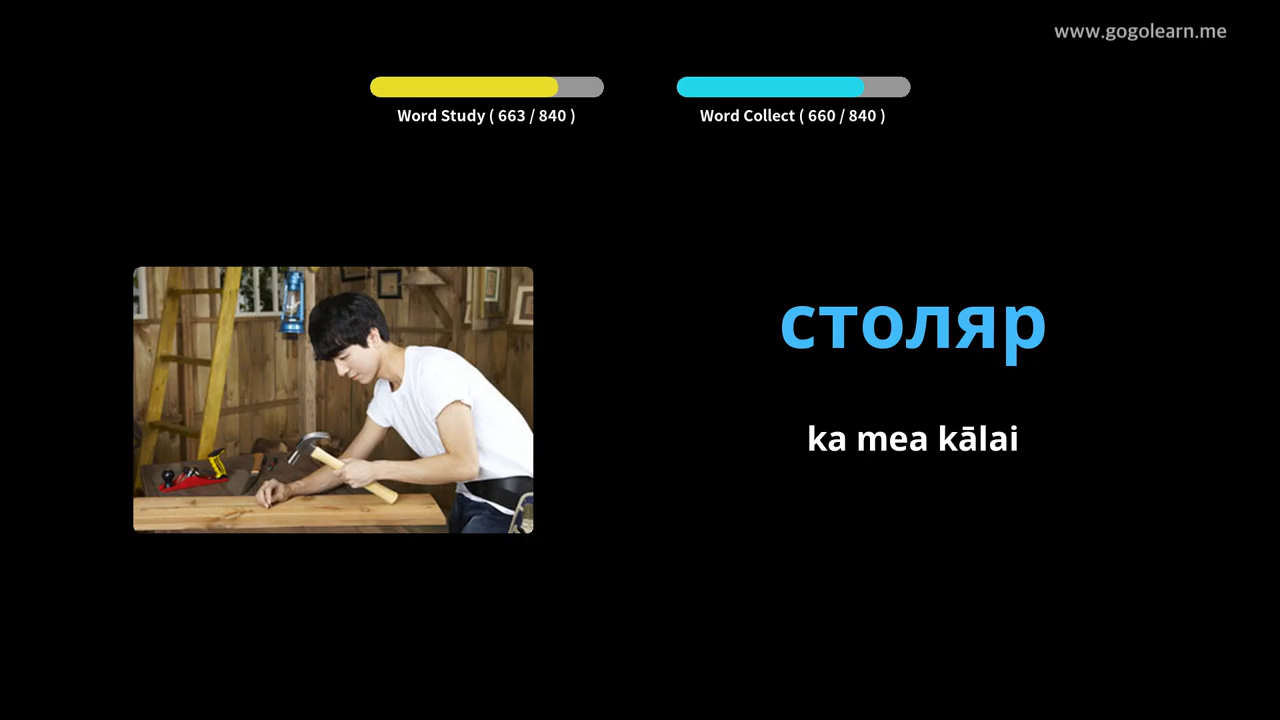 www.gogolearn.me
Word Study ( 663 / 840 )
Word Collect ( 660 / 840 )
столяр
ka mea kālai